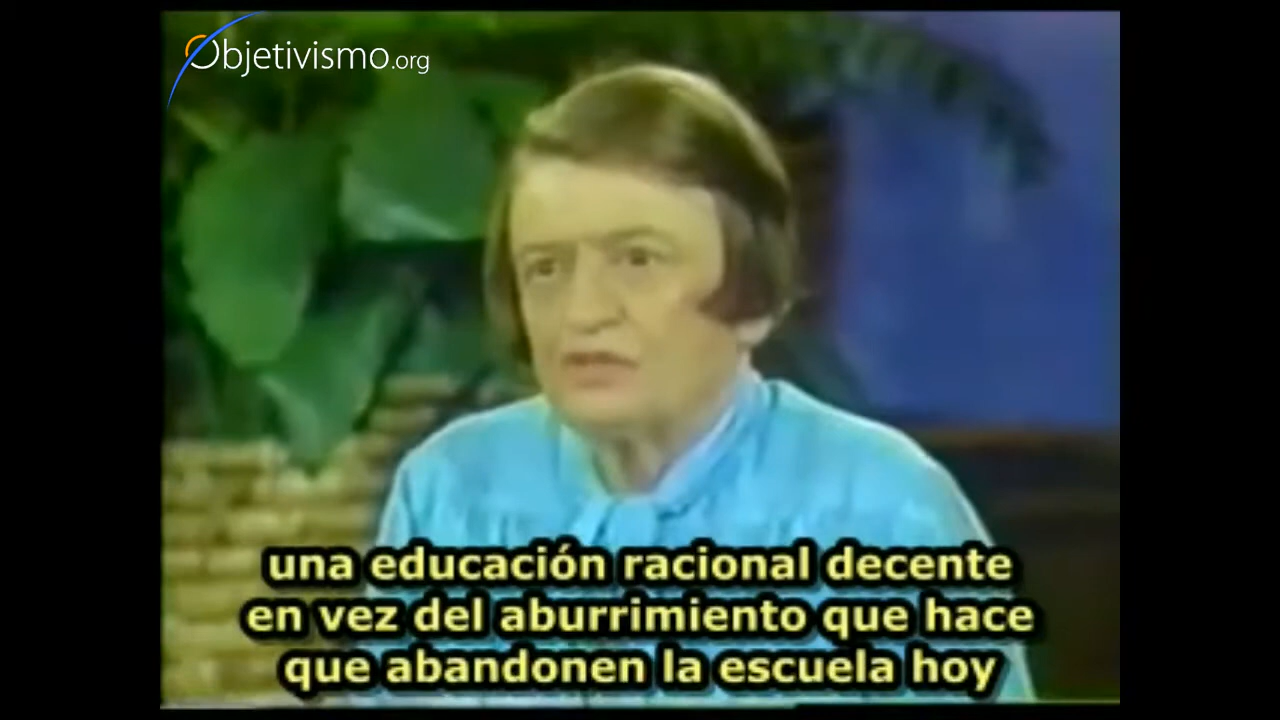 Objetivismo.org
una educación racional decente
en vez del aburrimiento que hace
que abandonen la escuela hoy